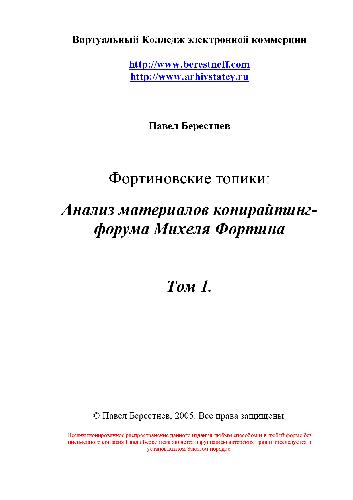 Виртуальный Колледж электронной коммерции
http://www.berestneff.com
http://www.arhivstatey.ru
Павел Берестнев
Фортиновские топики:
Анализ материалов копирайтинг-
форума Михеля Фортина
Том 1.
© Павел Берестнев, 2005. Все права защищены